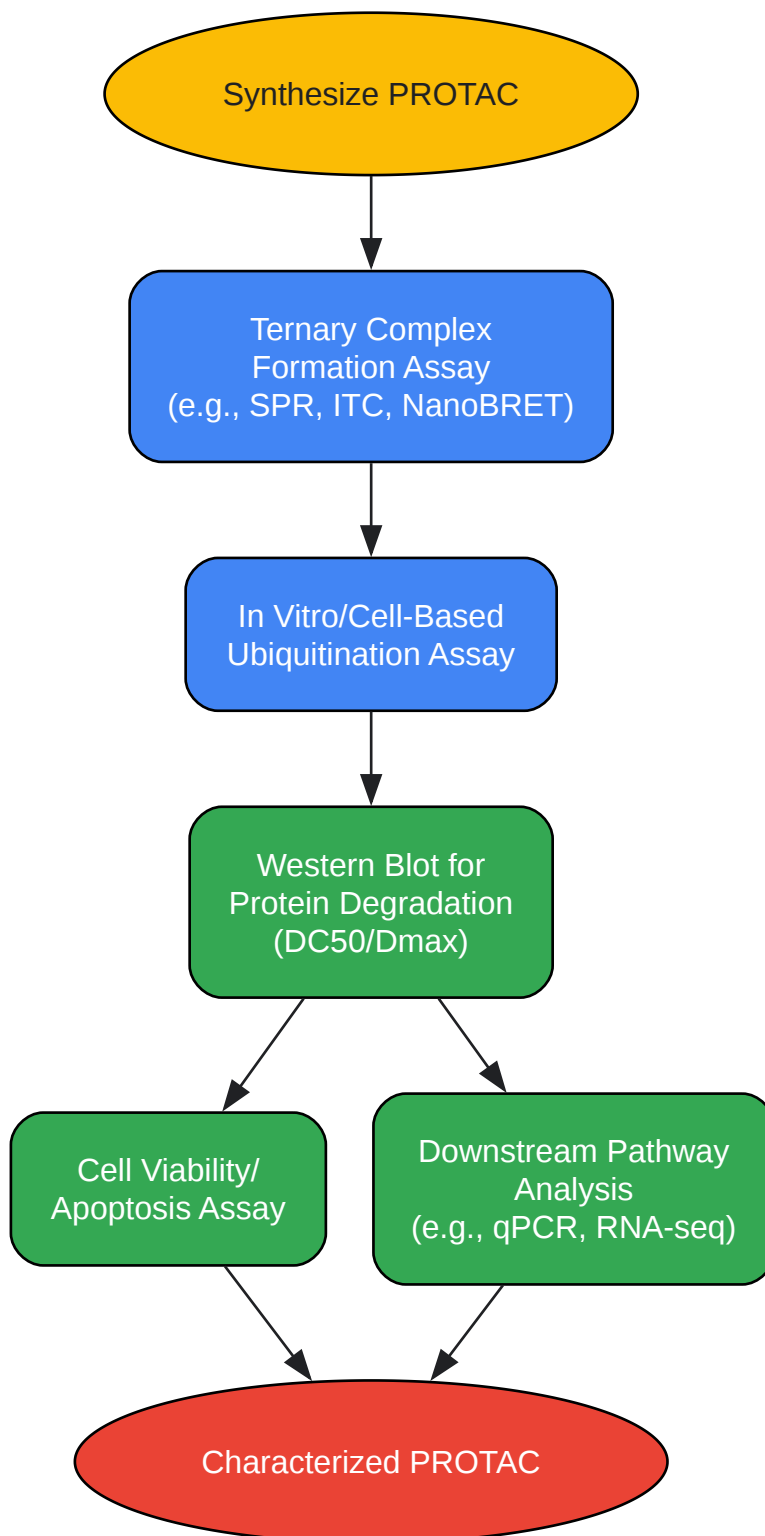 Synthesize PROTAC
Ternary Complex
Formation Assay
(e.g., SPR, ITC, NanoBRET)
In Vitro/Cell-Based
Ubiquitination Assay
Western Blot for
Protein Degradation
(DC50/Dmax)
Cell Viability/
Apoptosis Assay
Downstream Pathway
Analysis
(e.g., qPCR, RNA-seq)
Characterized PROTAC